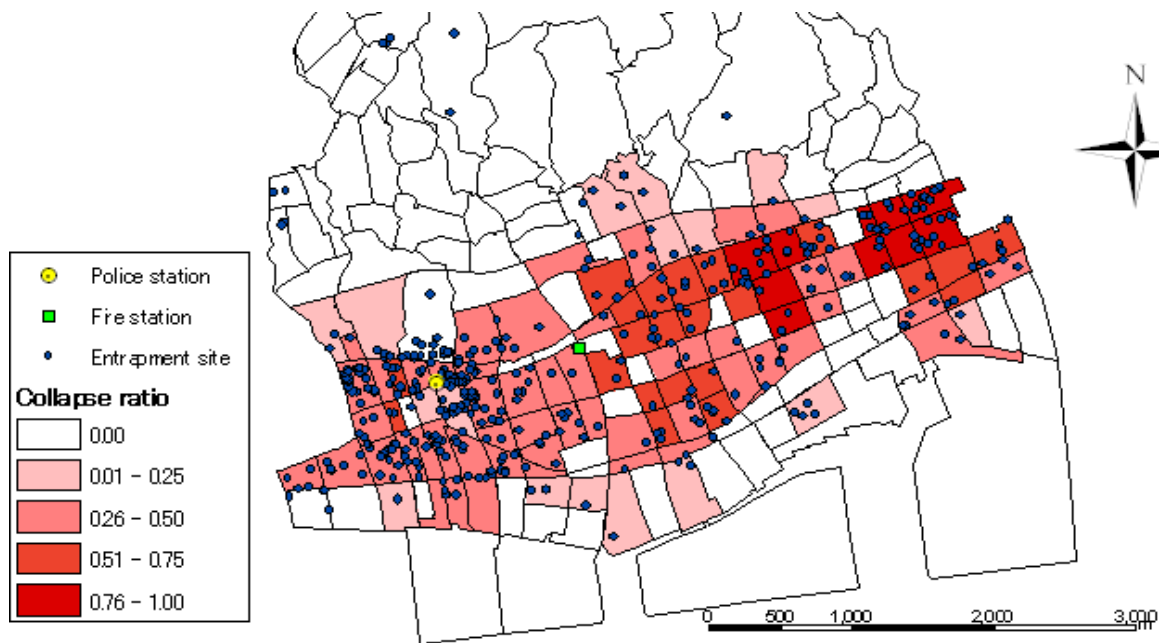 N
Police station
Fire station
Entrapment site
Collapse ratio
0.00
0.01 - 0.25
0.26 - 0.50
0.51 - 0.75
0.76 - 1.00
0 500 1,000 2,000 3,000
m